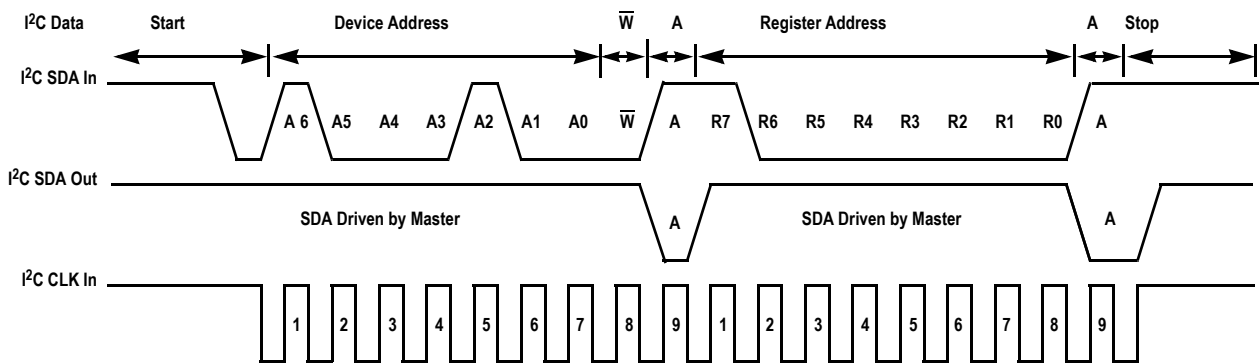 I²C Data Start Device Address W̅ A Register Address A Stop
I²C SDA In
A 6 A5 A4 A3 A2 A1 A0 W̅ A R7 R6 R5 R4 R3 R2 R1 R0 A
I²C SDA Out
SDA Driven by Master A SDA Driven by Master A
I²C CLK In
1 2 3 4 5 6 7 8 9 1 2 3 4 5 6 7 8 9